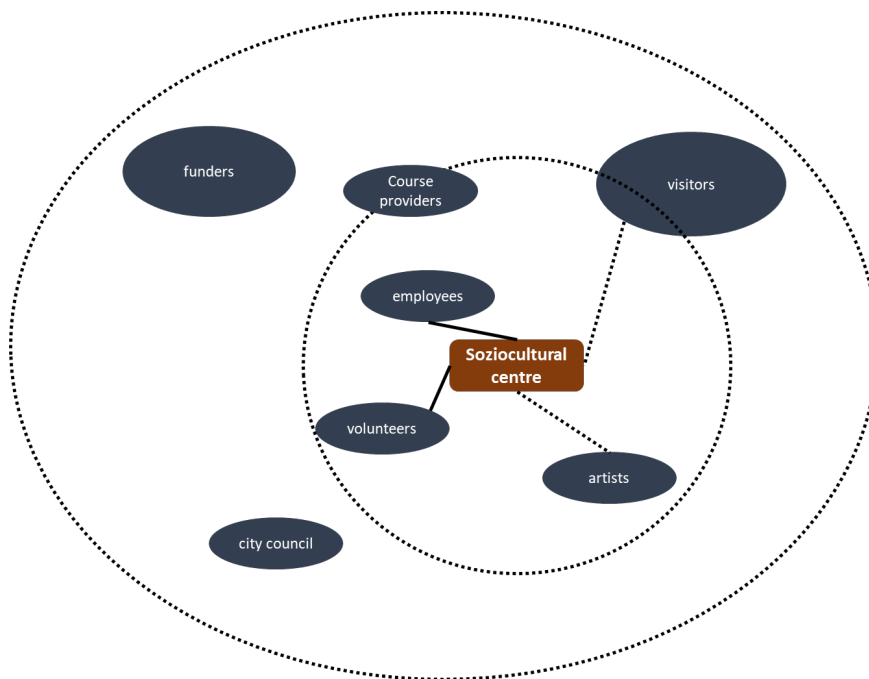 funders
Course
providers
visitors
employees
Soziocultural
centre
volunteers
artists
city council